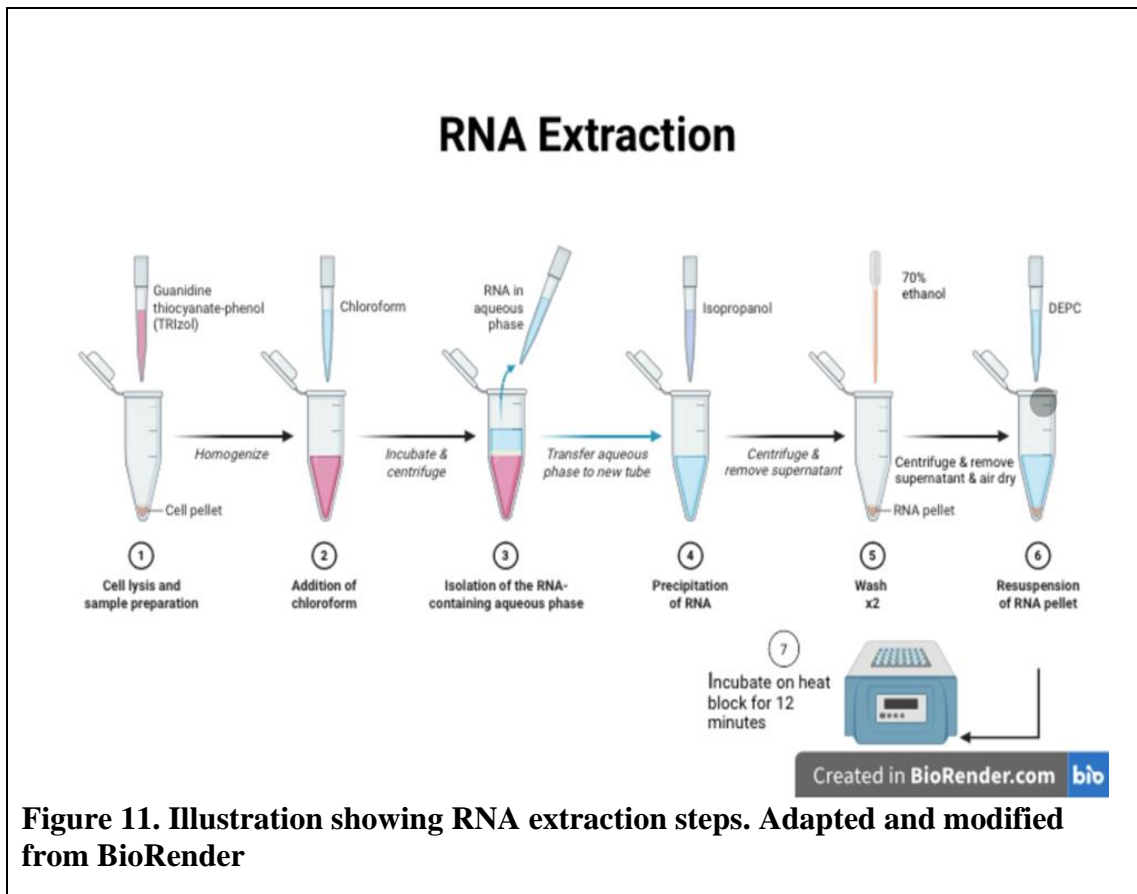 RNA Extraction
Guanidine
thiocyanate-phenol
(TRIzol)
Chloroform
RNA in
aqueous
phase
Isopropanol
70%
ethanol
DEPC
Homogenize
Incubate &
centrifuge
Transfer aqueous
phase to new tube
Centrifuge &
remove supernatant
Centrifuge & remove
supernatant & air dry
Cell pellet
RNA pellet
1
Cell lysis and
sample preparation
2
Addition of
chloroform
3
Isolation of the RNA-
containing aqueous phase
4
Precipitation
of RNA
5
Wash
x2
6
Resuspension
of RNA pellet
7
Incubate on heat
block for 12
minutes
Created in BioRender.com bio
Figure 11. Illustration showing RNA extraction steps. Adapted and modified
from BioRender